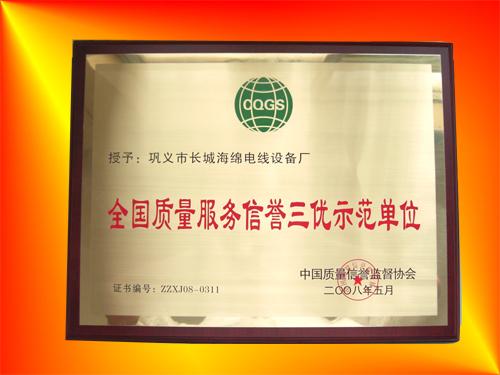 CQGS
授予：巩义市长城海绵电线设备厂
全国质量服务信誉三优示范单位
中国质量信誉监督协会
二〇〇八年五月
证书编号：ZZXJ08-0311